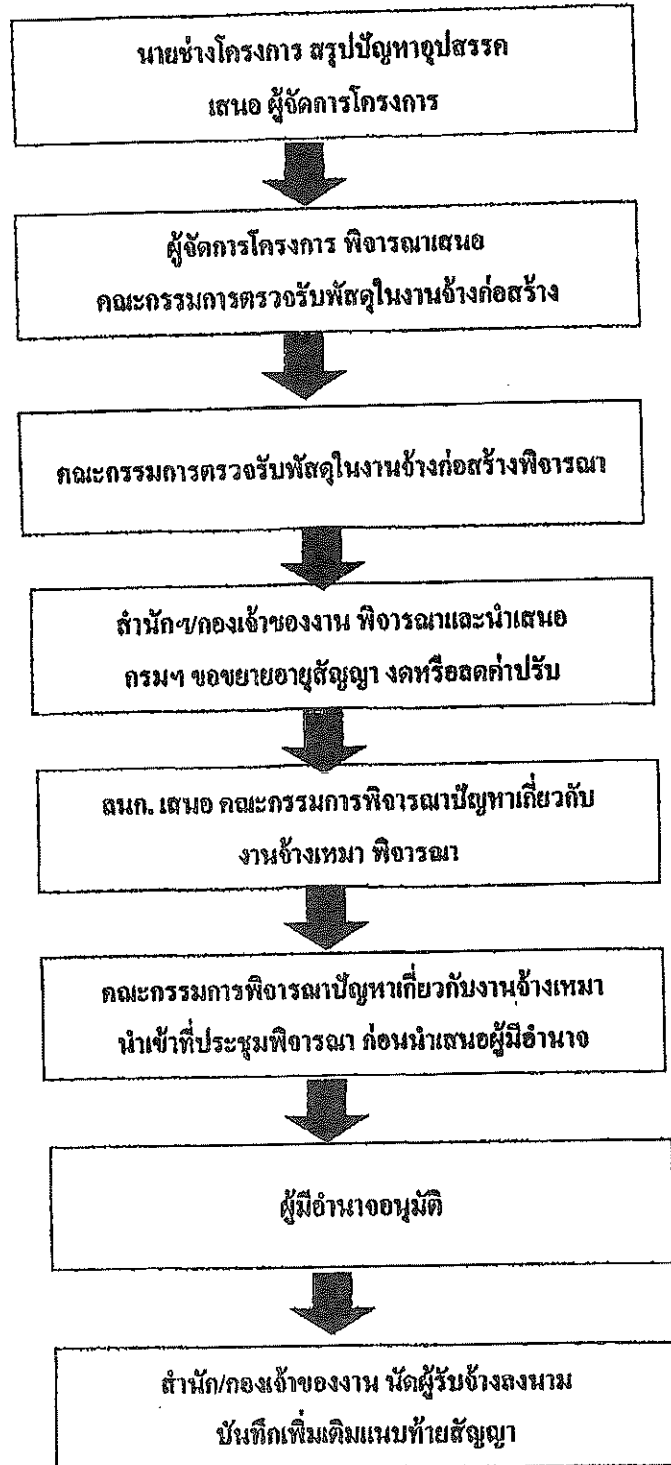 นายช่างโครงการ สรุปปัญหาอุปสรรค
เสนอ ผู้จัดการโครงการ
ผู้จัดการโครงการ พิจารณาเสนอ
คณะกรรมการตรวจรับพัสดุในงานจ้างก่อสร้าง
คณะกรรมการตรวจรับพัสดุในงานจ้างก่อสร้างพิจารณา
สำนักฯ/กองเจ้าของงาน พิจารณาและนำเสนอ
กรมฯ ขอขยายอายุสัญญา งดหรือลดค่าปรับ
สนก. เสนอ คณะกรรมการพิจารณาปัญหาเกี่ยวกับ
งานจ้างเหมา พิจารณา
คณะกรรมการพิจารณาปัญหาเกี่ยวกับงานจ้างเหมา
นำเข้าที่ประชุมพิจารณา ก่อนนำเสนอผู้มีอำนาจ
ผู้มีอำนาจอนุมัติ
สำนัก/กองเจ้าของงาน นัดผู้รับจ้างลงนาม
บันทึกเพิ่มเติมแนบท้ายสัญญา